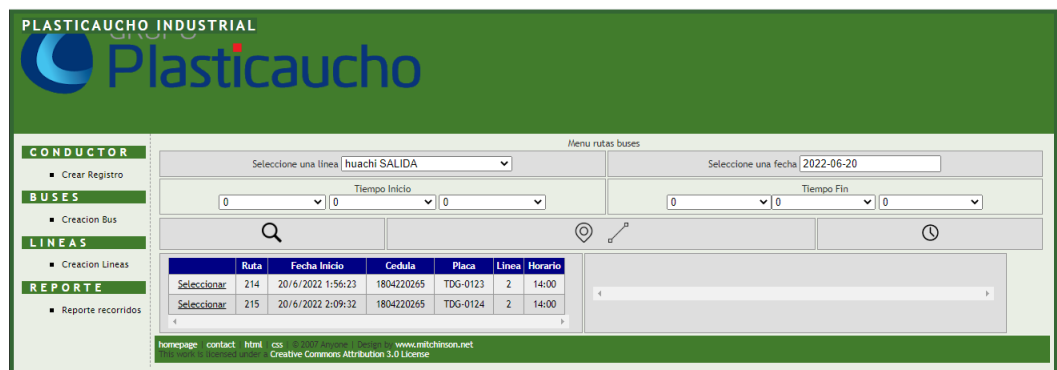 PLASTICAUCHO INDUSTRIAL
GRUPO
Plasticaucho
CONDUCTOR
Crear Registro
BUSES
Creacion Bus
LINEAS
Creacion Lineas
REPORTE
Reporte recorridos
Menu rutas buses
Seleccione una linea huachi SALIDA
Seleccione una fecha 2022-06-20
Tiempo Inicio
0 0 0
Tiempo Fin
0 0 0
Ruta Fecha Inicio Cedula Placa Linea Horario
Seleccionar 214 20/6/2022 1:56:23 1804220265 TDG-0123 2 14:00
Seleccionar 215 20/6/2022 2:09:32 1804220265 TDG-0124 2 14:00
homepage | contact | html | css | © 2007 Anyone | Design by www.mitchinson.net
This work is licensed under a Creative Commons Attribution 3.0 License